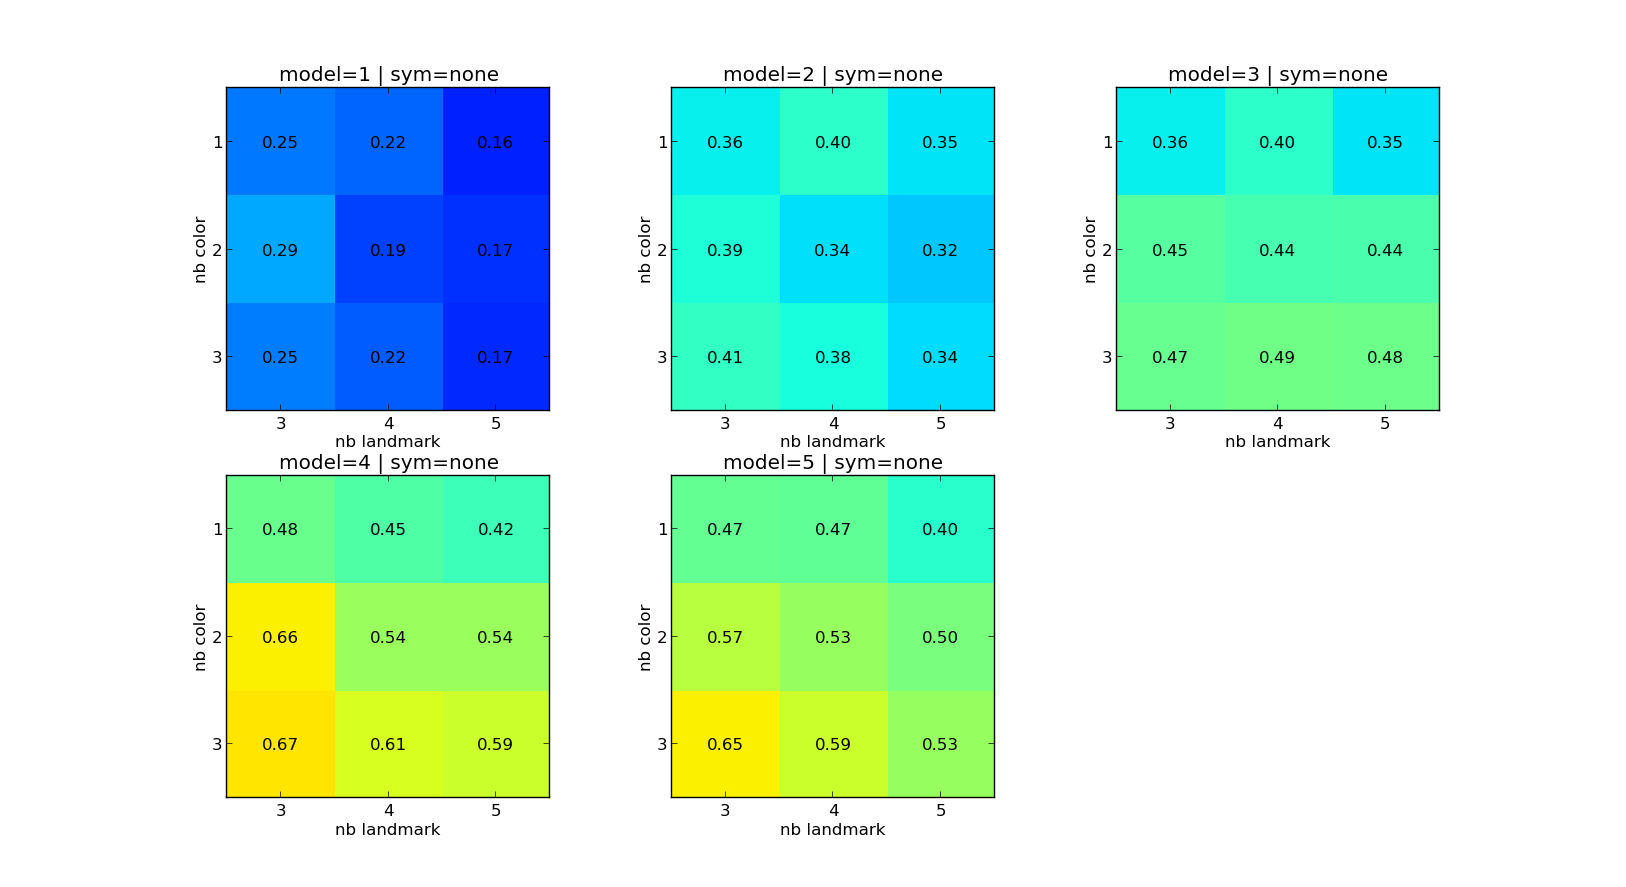 model=1 | sym=none
model=2 | sym=none
model=3 | sym=none
1 0.25 0.22 0.16
1 0.36 0.40 0.35
1 0.36 0.40 0.35
nb color
2 0.29 0.19 0.17
nb color
2 0.39 0.34 0.32
nb color
2 0.45 0.44 0.44
3 0.25 0.22 0.17
3 0.41 0.38 0.34
3 0.47 0.49 0.48
3 4 5
3 4 5
3 4 5
nb landmark
nb landmark
nb landmark
model=4 | sym=none
model=5 | sym=none
1 0.48 0.45 0.42
1 0.47 0.47 0.40
nb color
2 0.66 0.54 0.54
nb color
2 0.57 0.53 0.50
3 0.67 0.61 0.59
3 0.65 0.59 0.53
3 4 5
3 4 5
nb landmark
nb landmark